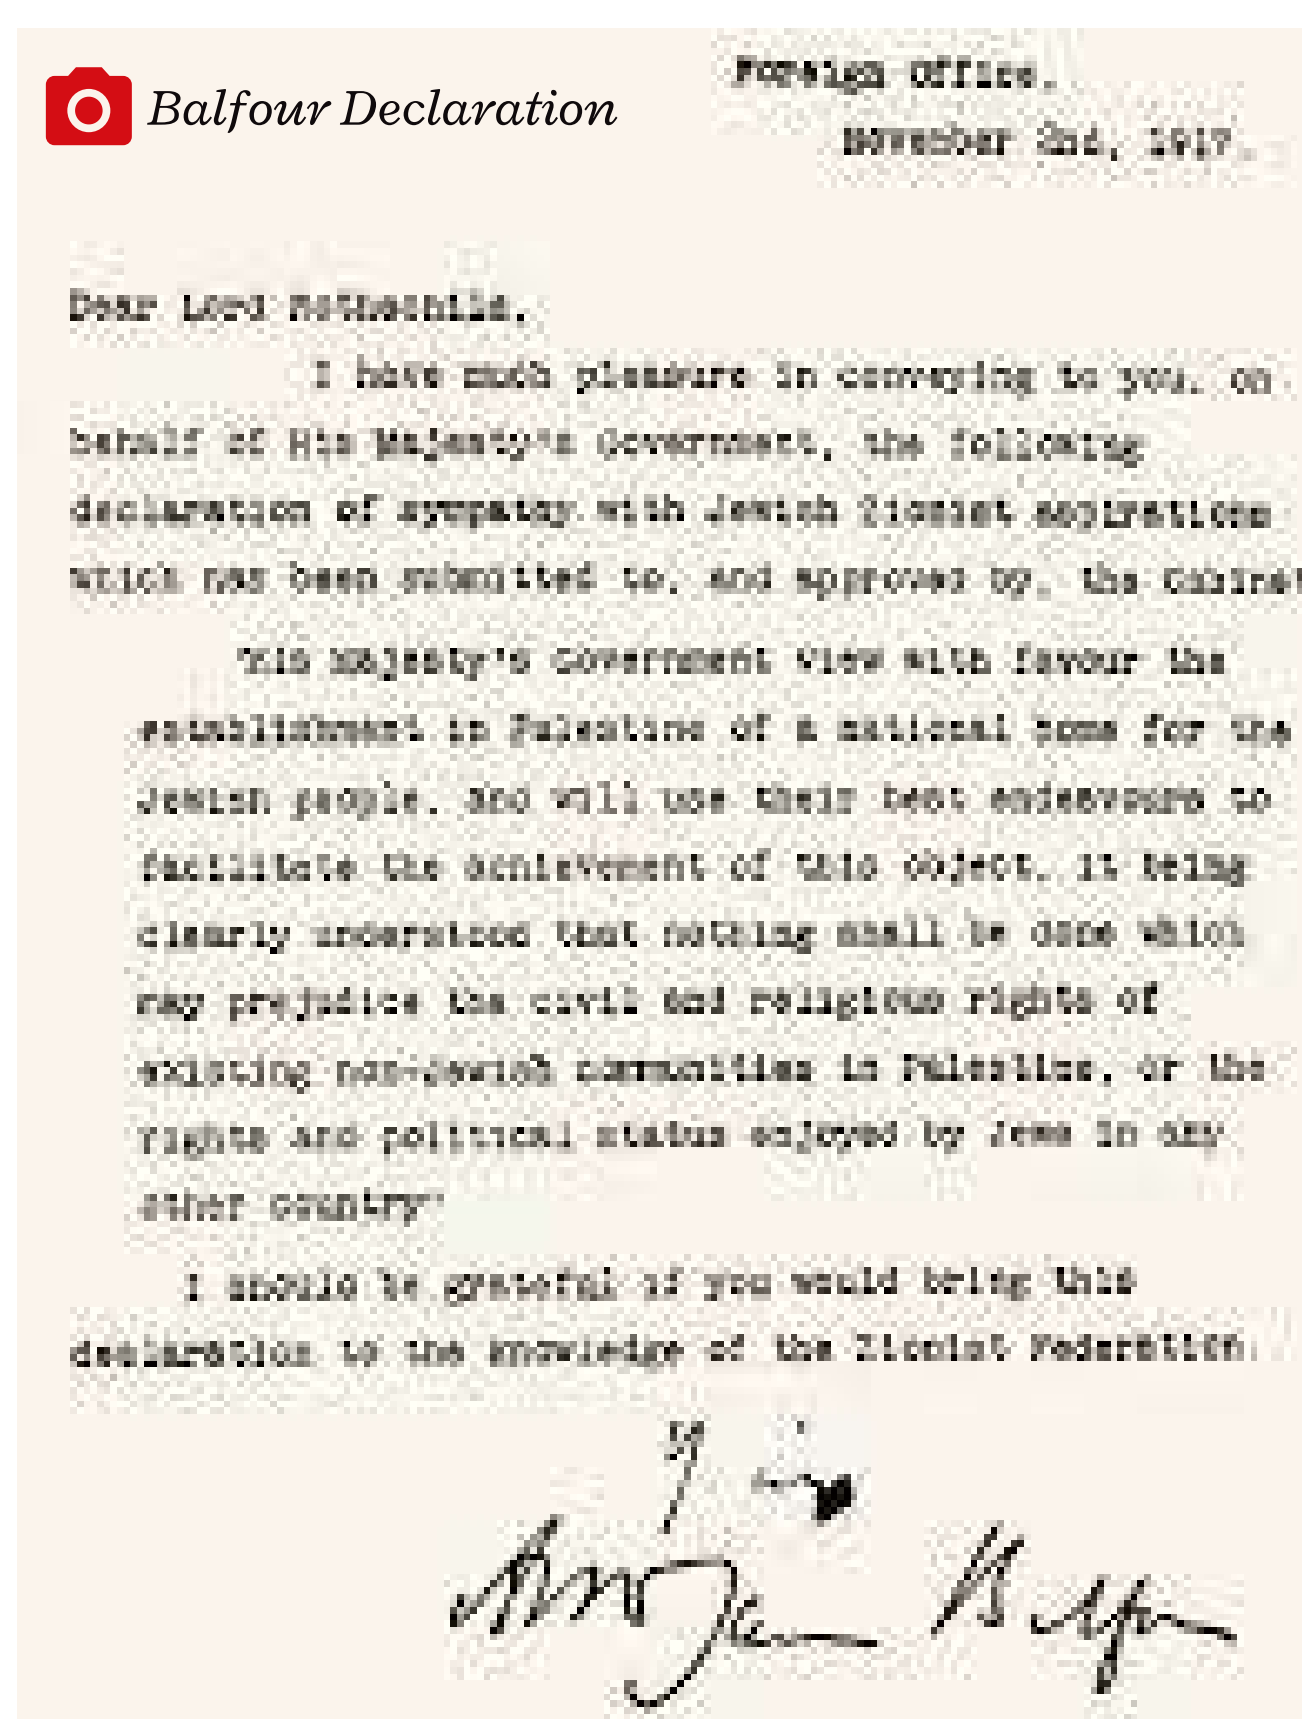 Balfour Declaration
Foreign Office,
November 2nd, 1917.
Dear Lord Rothschild,
I have much pleasure in conveying to you, on
behalf of His Majesty's Government, the following
declaration of sympathy with Jewish Zionist aspirations
which has been submitted to, and approved by, the Cabinet
"His Majesty's Government view with favour the
establishment in Palestine of a national home for the
Jewish people, and will use their best endeavours to
facilitate the achievement of this object, it being
clearly understood that nothing shall be done which
may prejudice the civil and religious rights of
existing non-Jewish communities in Palestine, or the
rights and political status enjoyed by Jews in any
other country"
I should be grateful if you would bring this
declaration to the knowledge of the Zionist Federation.
Arthur James Balfour